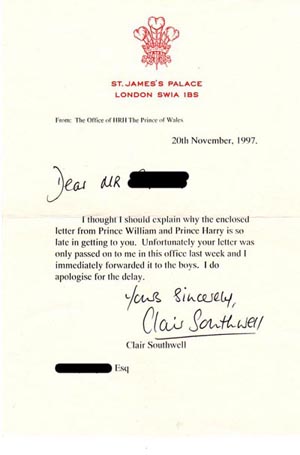 ST. JAMES'S PALACE
LONDON SW1A 1BS
From: The Office of HRH The Prince of Wales
20th November, 1997.
Dear MR
I thought I should explain why the enclosed
letter from Prince William and Prince Harry is so
late in getting to you. Unfortunately your letter was
only passed on to me in this office last week and I
immediately forwarded it to the boys. I do
apologise for the delay.
Yours Sincerely,
Clair Southwell
Clair Southwell
Esq